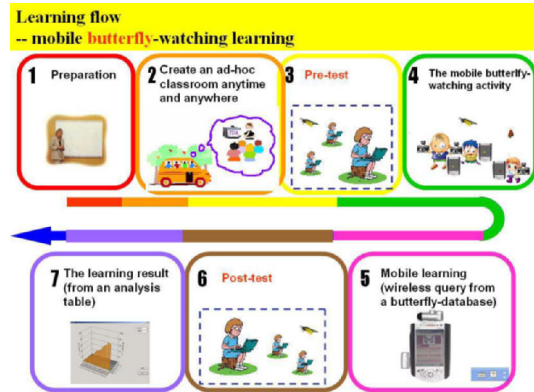 Learning flow
-- mobile butterfly-watching learning
1 Preparation
2 Create an ad-hoc
classroom anytime
and anywhere
3 Pre-test
4 The mobile butterlfy-
watching activity
7 The learning result
(from an analysis
table)
6 Post-test
5 Mobile learning
(wireless query from
a butterfly-database)